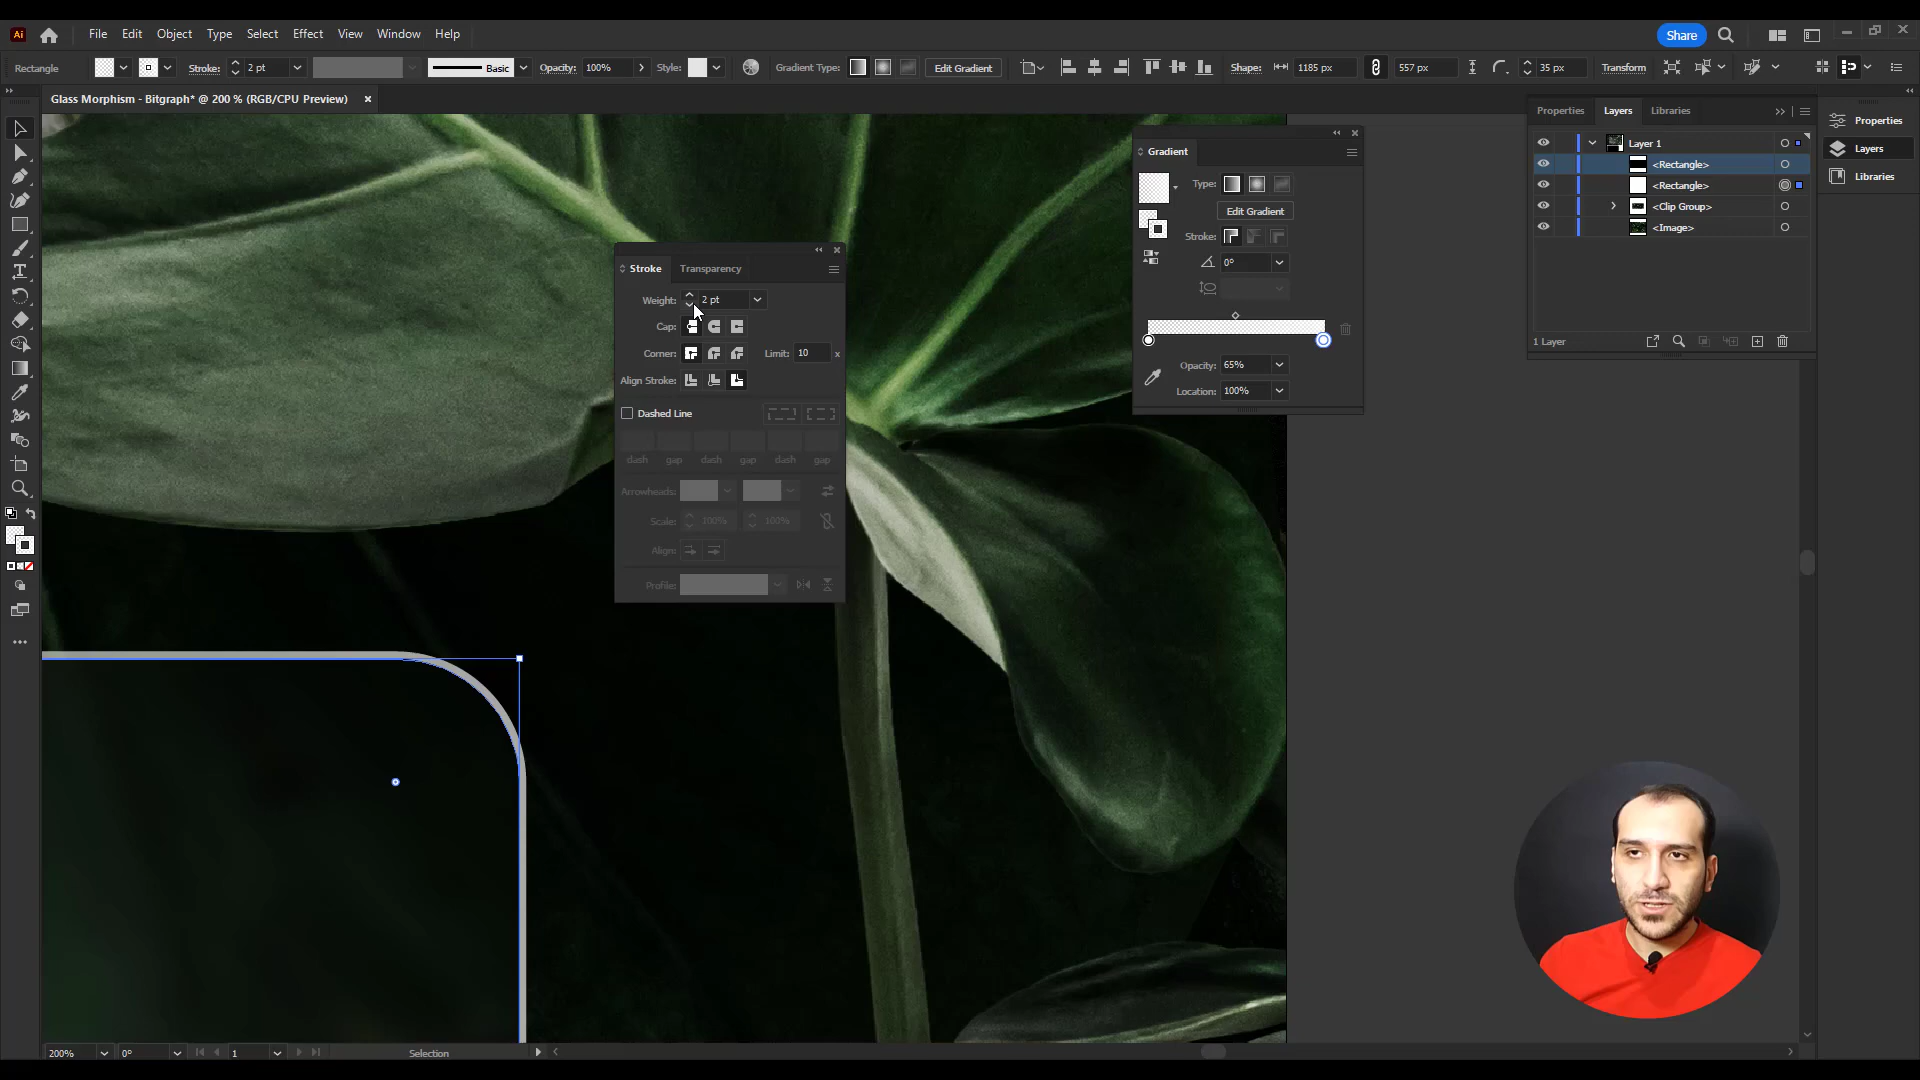 Ai File Edit Object Type Select Effect View Window Help Share
Rectangle Stroke: 2 pt Basic Opacity: 100% Style: Gradient Type: Edit Gradient Shape: 1185 px 557 px 35 px Transform
Glass Morphism - Bitgraph* @ 200 % (RGB/CPU Preview) ×
Stroke Transparency
Weight: 2 pt
Cap:
Corner: Limit: 10 x
Align Stroke:
Dashed Line
dash gap dash gap dash gap
Arrowheads:
Scale: 100% 100%
Align:
Profile:
Gradient
Type:
Edit Gradient
Stroke:
0°
Opacity: 65%
Location: 100%
Properties Layers Libraries
Layer 1
<Rectangle>
<Rectangle>
<Clip Group>
<Image>
1 Layer
Properties
Layers
Libraries
200% 0° 1 Selection